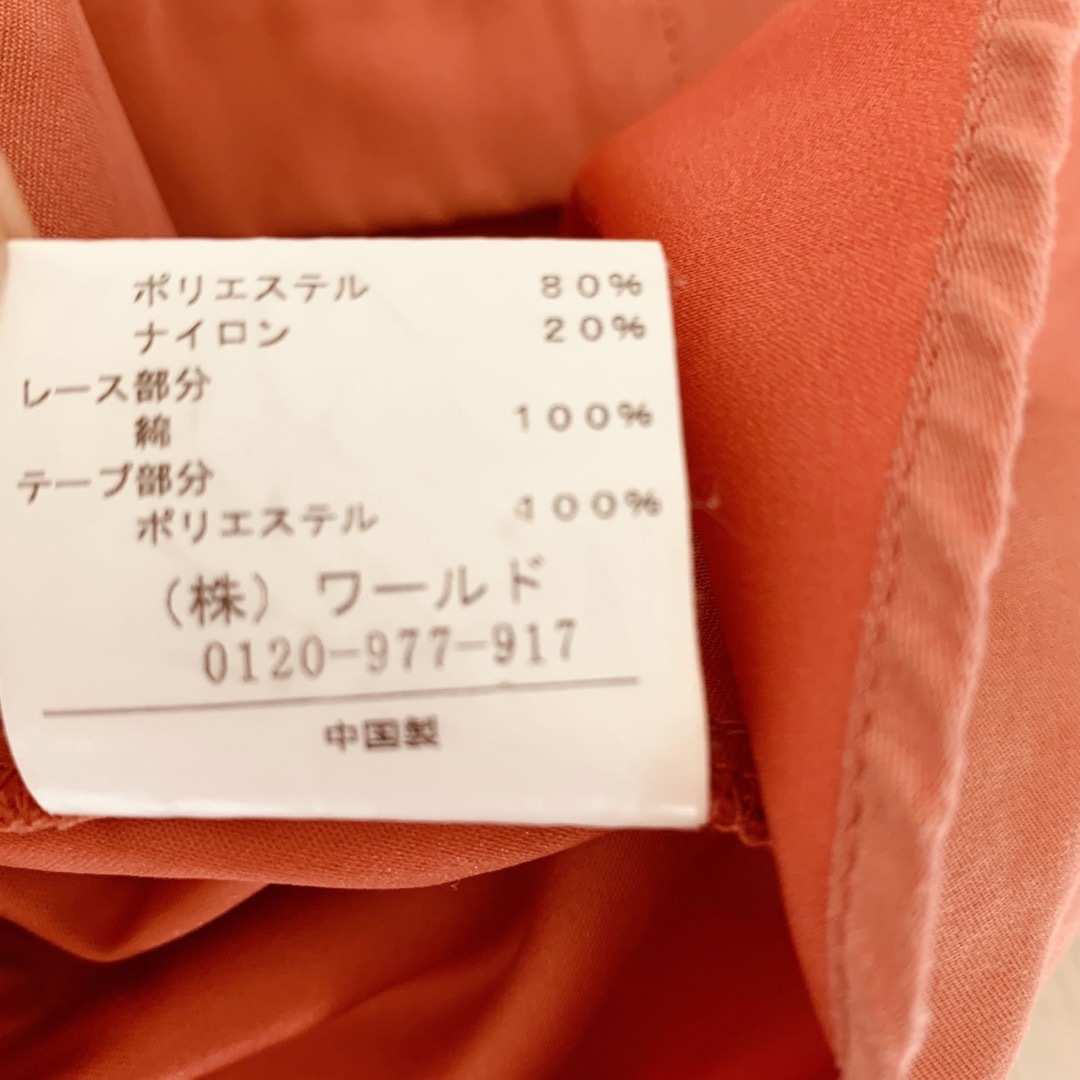 ポリエステル 80%
ナイロン 20%
レース部分
綿 100%
テープ部分
ポリエステル 100%
(株) ワールド
0120-977-917
中国製